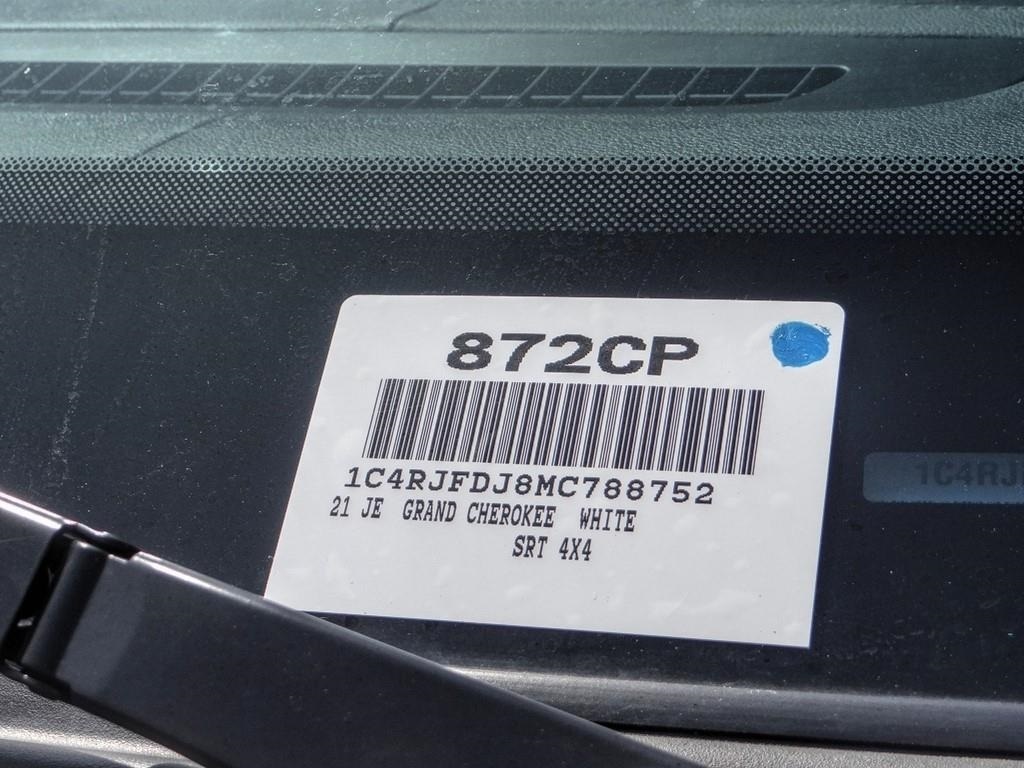 872CP
1C4RJFDJ8MC788752
21 JE GRAND CHEROKEE WHITE
SRT 4X4
1C4RJ